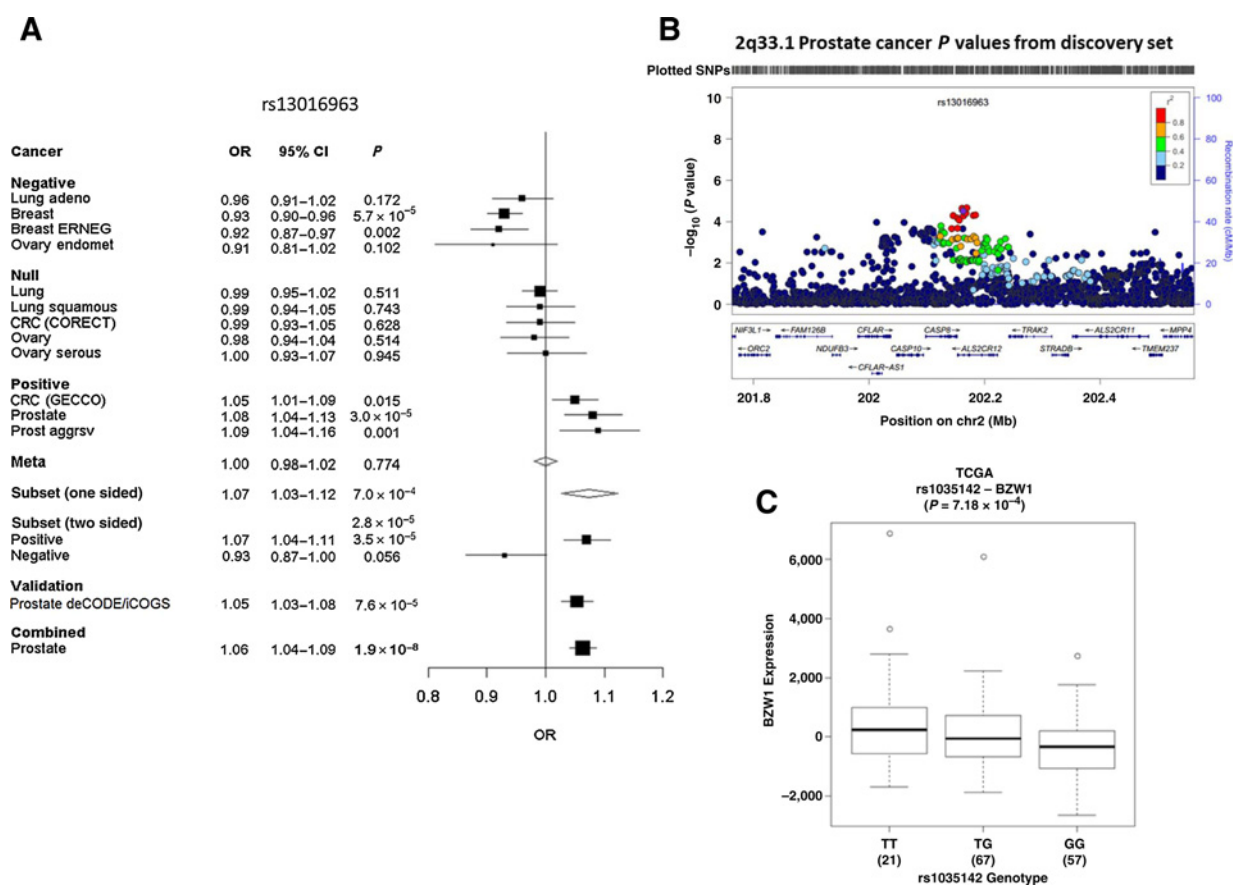 A
rs13016963
Cancer OR 95% CI P
Negative
Lung adeno 0.96 0.91–1.02 0.172
Breast 0.93 0.90–0.96 5.7 × 10⁻⁵
Breast ERNEG 0.92 0.87–0.97 0.002
Ovary endomet 0.91 0.81–1.02 0.102
Null
Lung 0.99 0.95–1.02 0.511
Lung squamous 0.99 0.94–1.05 0.743
CRC (CORECT) 0.99 0.93–1.05 0.628
Ovary 0.98 0.94–1.04 0.514
Ovary serous 1.00 0.93–1.07 0.945
Positive
CRC (GECCO) 1.05 1.01–1.09 0.015
Prostate 1.08 1.04–1.13 3.0 × 10⁻⁵
Prost aggrsv 1.09 1.04–1.16 0.001
Meta 1.00 0.98–1.02 0.774
Subset (one sided) 1.07 1.03–1.12 7.0 × 10⁻⁴
Subset (two sided) 2.8 × 10⁻⁵
Positive 1.07 1.04–1.11 3.5 × 10⁻⁵
Negative 0.93 0.87–1.00 0.056
Validation
Prostate deCODE/iCOGS 1.05 1.03–1.08 7.6 × 10⁻⁵
Combined
Prostate 1.06 1.04–1.09 1.9 × 10⁻⁸
0.8 0.9 1.0 1.1 1.2
OR
B
2q33.1 Prostate cancer P values from discovery set
Plotted SNPs
rs13016963
10
8
6
4
2
0
–log₁₀ (P value)
r²
0.8
0.6
0.4
0.2
100
80
60
40
20
0
Recombination rate (cM/Mb)
NIF3L1→ ←FAM126B CFLAR→ CASP8→ ←TRAK2 ←ALS2CR11 ←MPP4
←ORC2 NDUFB3→ CASP10→ ←ALS2CR12 STRADB→ ←TMEM237
←CFLAR–AS1
201.8 202 202.2 202.4
Position on chr2 (Mb)
C
TCGA
rs1035142 – BZW1
(P = 7.18 × 10⁻⁴)
6,000
4,000
2,000
0
–2,000
BZW1 Expression
TT TG GG
(21) (67) (57)
rs1035142 Genotype